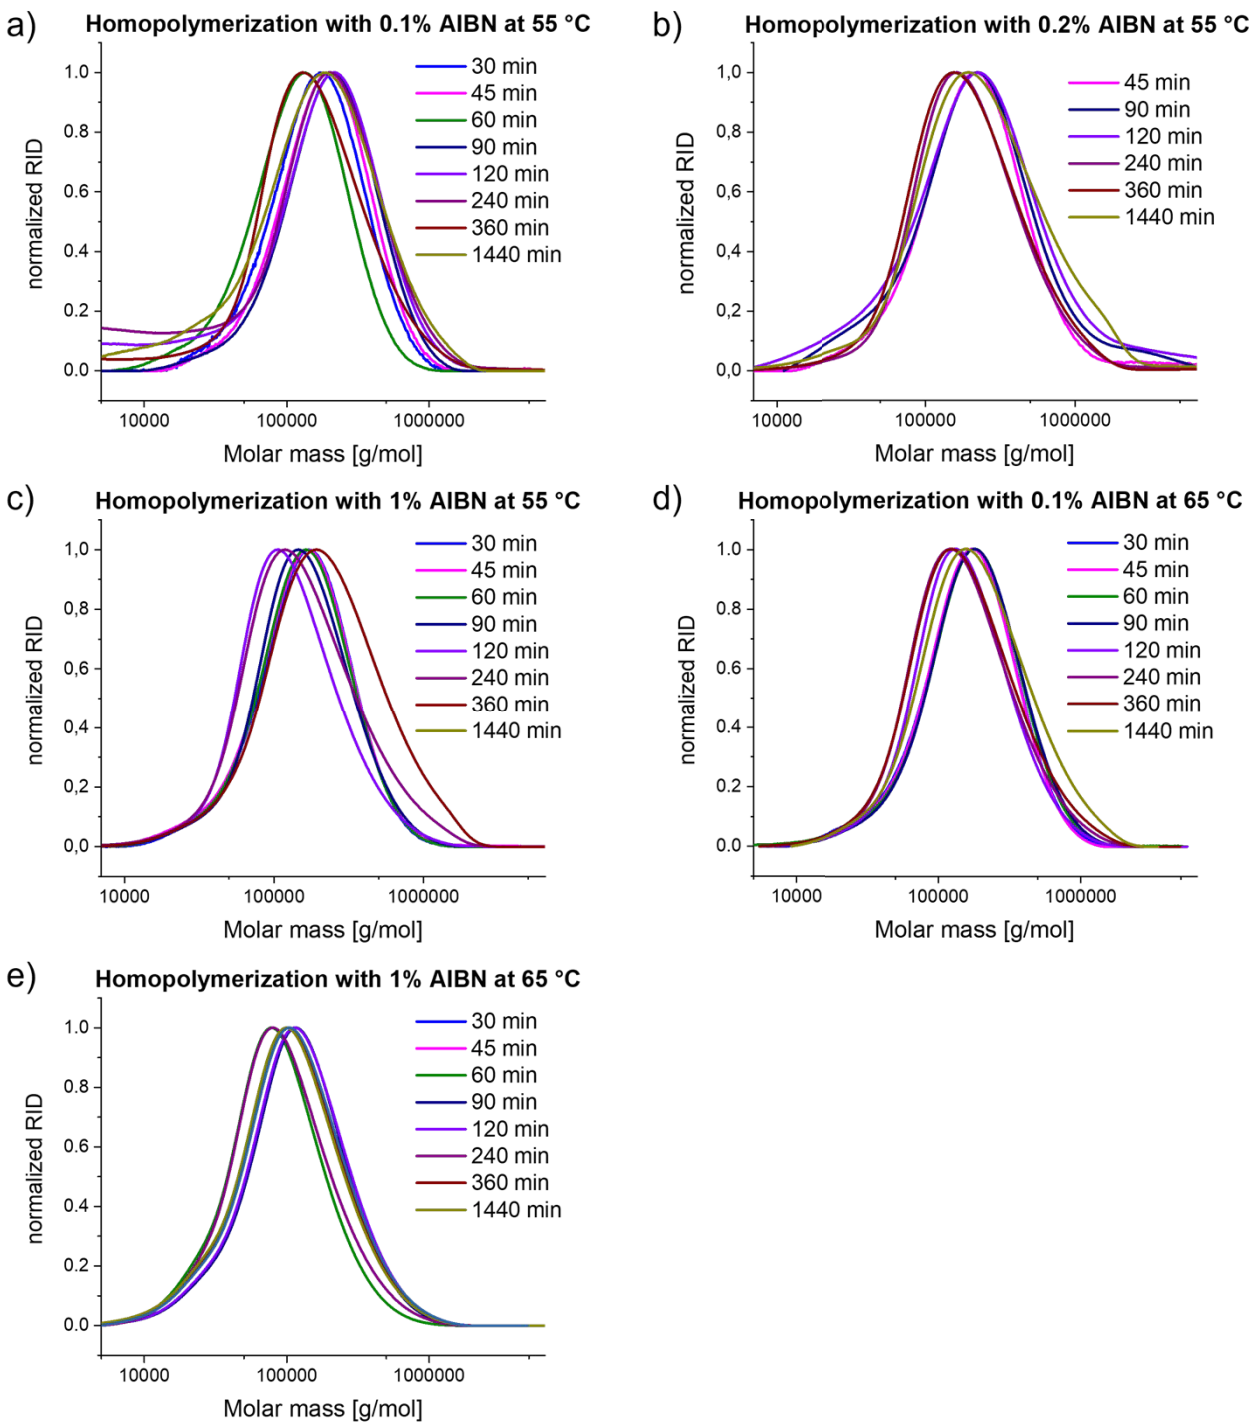 a)
Homopolymerization with 0.1% AIBN at 55 °C
1.0
0.8
0.6
0.4
0.2
0.0
normalized RID
10000
100000
1000000
Molar mass [g/mol]
30 min
45 min
60 min
90 min
120 min
240 min
360 min
1440 min
b)
Homopolymerization with 0.2% AIBN at 55 °C
1.0
0.8
0.6
0.4
0.2
0.0
normalized RID
10000
100000
1000000
Molar mass [g/mol]
45 min
90 min
120 min
240 min
360 min
1440 min
c)
Homopolymerization with 1% AIBN at 55 °C
1,0
0,8
0,6
0,4
0,2
0,0
normalized RID
10000
100000
1000000
Molar mass [g/mol]
30 min
45 min
60 min
90 min
120 min
240 min
360 min
1440 min
d)
Homopolymerization with 0.1% AIBN at 65 °C
1.0
0.8
0.6
0.4
0.2
0.0
normalized RID
10000
100000
1000000
Molar mass [g/mol]
30 min
45 min
60 min
90 min
120 min
240 min
360 min
1440 min
e)
Homopolymerization with 1% AIBN at 65 °C
1.0
0.8
0.6
0.4
0.2
0.0
normalized RID
10000
100000
1000000
Molar mass [g/mol]
30 min
45 min
60 min
90 min
120 min
240 min
360 min
1440 min